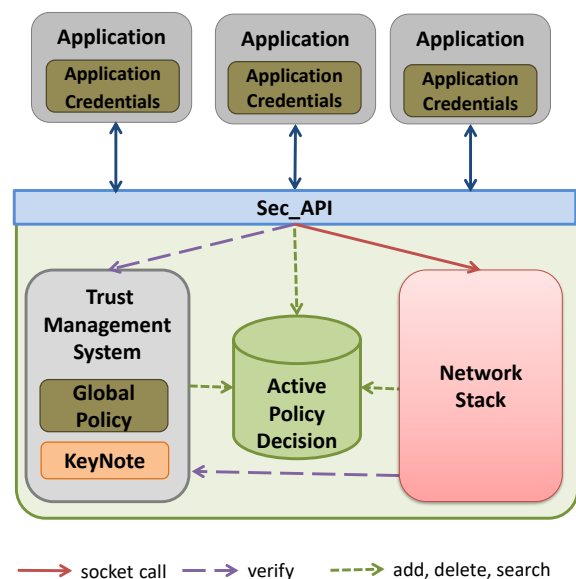 Application
Application
Credentials
Application
Application
Credentials
Application
Application
Credentials
Sec_API
Trust
Management
System
Global
Policy
KeyNote
Active
Policy
Decision
Network
Stack
socket call
verify
add, delete, search